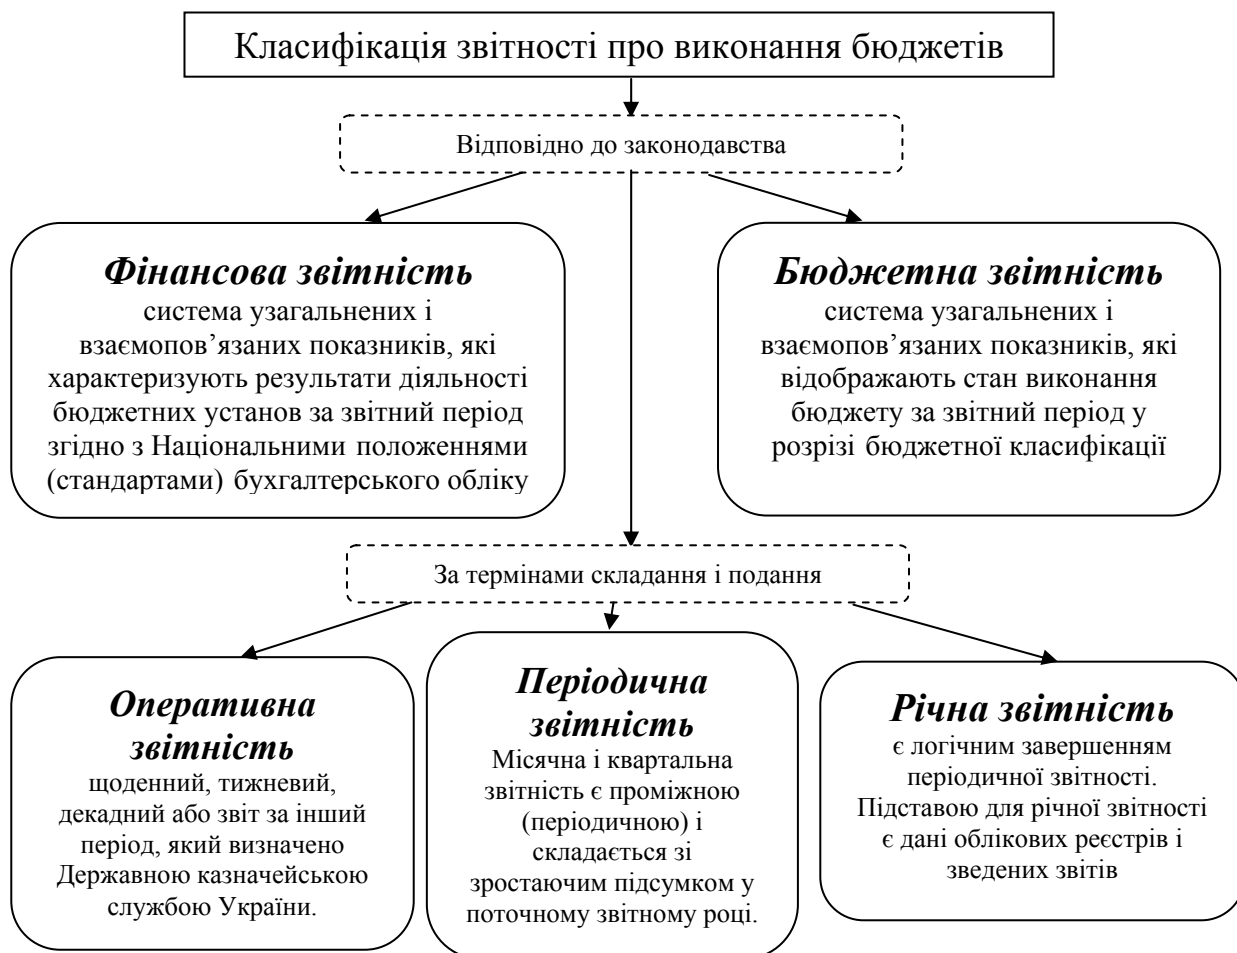 Класифікація звітності про виконання бюджетів
Відповідно до законодавства
Фінансова звітність
система узагальнених і
взаємопов’язаних показників, які
характеризують результати діяльності
бюджетних установ за звітний період
згідно з Національними положеннями
(стандартами) бухгалтерського обліку
Бюджетна звітність
система узагальнених і
взаємопов’язаних показників, які
відображають стан виконання
бюджету за звітний період у
розрізі бюджетної класифікації
За термінами складання і подання
Оперативна
звітність
щоденний, тижневий,
декадний або звіт за інший
період, який визначено
Державною казначейською
службою України.
Періодична
звітність
Місячна і квартальна
звітність є проміжною
(періодичною) і
складається зі
зростаючим підсумком у
поточному звітному році.
Річна звітність
є логічним завершенням
періодичної звітності.
Підставою для річної звітності
є дані облікових реєстрів і
зведених звітів